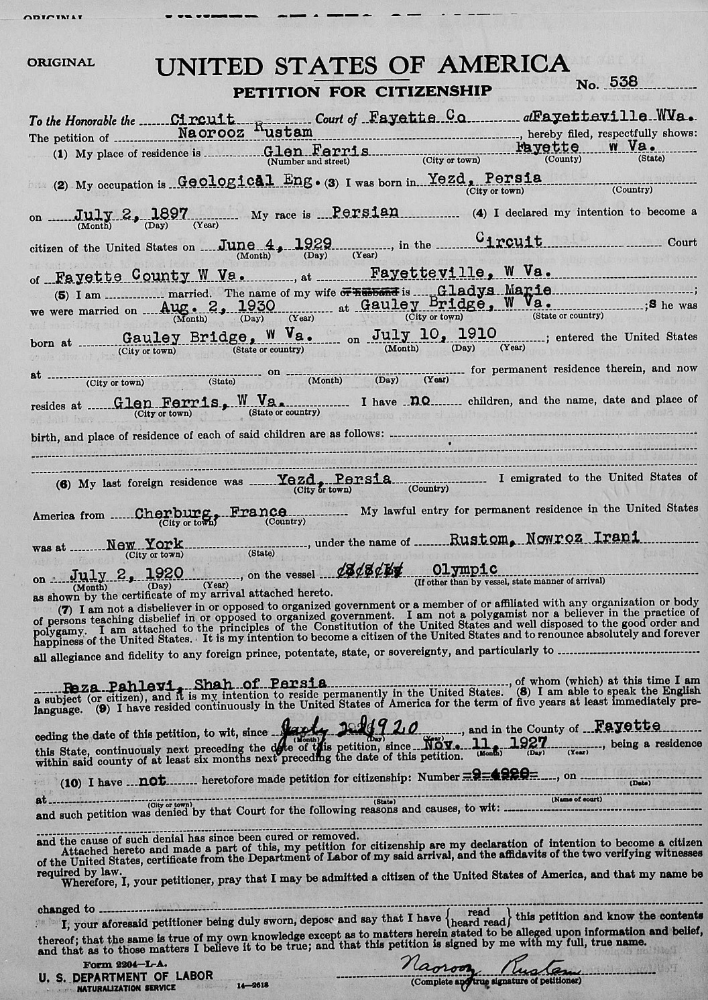 ORIGINAL
ORIGINAL
UNITED STATES OF AMERICA
PETITION FOR CITIZENSHIP
No. 538
To the Honorable the Circuit Court of Fayette Co at Fayetteville WVa.
The petition of Naorooz Rustam, hereby filed, respectfully shows:
(1) My place of residence is Glen Ferris Fayette W Va.
(Number and street) (City or town) (County) (State)
(2) My occupation is Geological Eng. (3) I was born in Yezd, Persia
(City or town) (Country)
on July 2, 1897 My race is Persian (4) I declared my intention to become a
(Month) (Day) (Year)
citizen of the United States on June 4, 1929, in the Circuit Court
(Month) (Day) (Year)
of Fayette County W Va., at Fayetteville, W Va.
(5) I am married. The name of my wife or husband is Gladys Marie;
we were married on Aug. 2, 1930 at Gauley Bridge, W Va.;S he was
(Month) (Day) (Year) (City or town) (State or country)
born at Gauley Bridge, W Va. on July 10, 1910; entered the United States
(City or town) (State or country) (Month) (Day) (Year)
at on for permanent residence therein, and now
(City or town) (State) (Month) (Day) (Year)
resides at Glen Ferris, W Va. I have no children, and the name, date and place of
(City or town) (State or country)
birth, and place of residence of each of said children are as follows:
(6) My last foreign residence was Yezd, Persia I emigrated to the United States of
(City or town) (Country)
America from Cherburg, France My lawful entry for permanent residence in the United States
(City or town) (Country)
was at New York, under the name of Rustom, Nowroz Irani
(City or town) (State)
on July 2, 1920, on the vessel Olympic
(Month) (Day) (Year) (If other than by vessel, state manner of arrival)
as shown by the certificate of my arrival attached hereto.
(7) I am not a disbeliever in or opposed to organized government or a member of or affiliated with any organization or body
of persons teaching disbelief in or opposed to organized government. I am not a polygamist nor a believer in the practice of
polygamy. I am attached to the principles of the Constitution of the United States and well disposed to the good order and
happiness of the United States. It is my intention to become a citizen of the United States and to renounce absolutely and forever
all allegiance and fidelity to any foreign prince, potentate, state, or sovereignty, and particularly to
Reza Pahlevi, Shah of Persia, of whom (which) at this time I am
a subject (or citizen), and it is my intention to reside permanently in the United States. (8) I am able to speak the English
language. (9) I have resided continuously in the United States of America for the term of five years at least immediately pre-
ceding the date of this petition, to wit, since July 2nd 1920, and in the County of Fayette
(Month) (Day) (Year)
this State, continuously next preceding the date of this petition, since Nov. 11, 1927, being a residence
within said county of at least six months next preceding the date of this petition. (Month) (Day) (Year)
(10) I have not heretofore made petition for citizenship: Number =9=4920=, on
(Date)
at
(City or town) (State) (Name of court)
and such petition was denied by that Court for the following reasons and causes, to wit:
and the cause of such denial has since been cured or removed.
Attached hereto and made a part of this, my petition for citizenship are my declaration of intention to become a citizen
of the United States, certificate from the Department of Labor of my said arrival, and the affidavits of the two verifying witnesses
required by law.
Wherefore, I, your petitioner, pray that I may be admitted a citizen of the United States of America, and that my name be
changed to
I, your aforesaid petitioner being duly sworn, depose and say that I have {read heard read} this petition and know the contents
thereof; that the same is true of my own knowledge except as to matters herein stated to be alleged upon information and belief,
and that as to those matters I believe it to be true; and that this petition is signed by me with my full, true name.
Form 2204—L-A.
U. S. DEPARTMENT OF LABOR
NATURALIZATION SERVICE
14—2618
Naorooz Rustam
(Complete and true signature of petitioner)